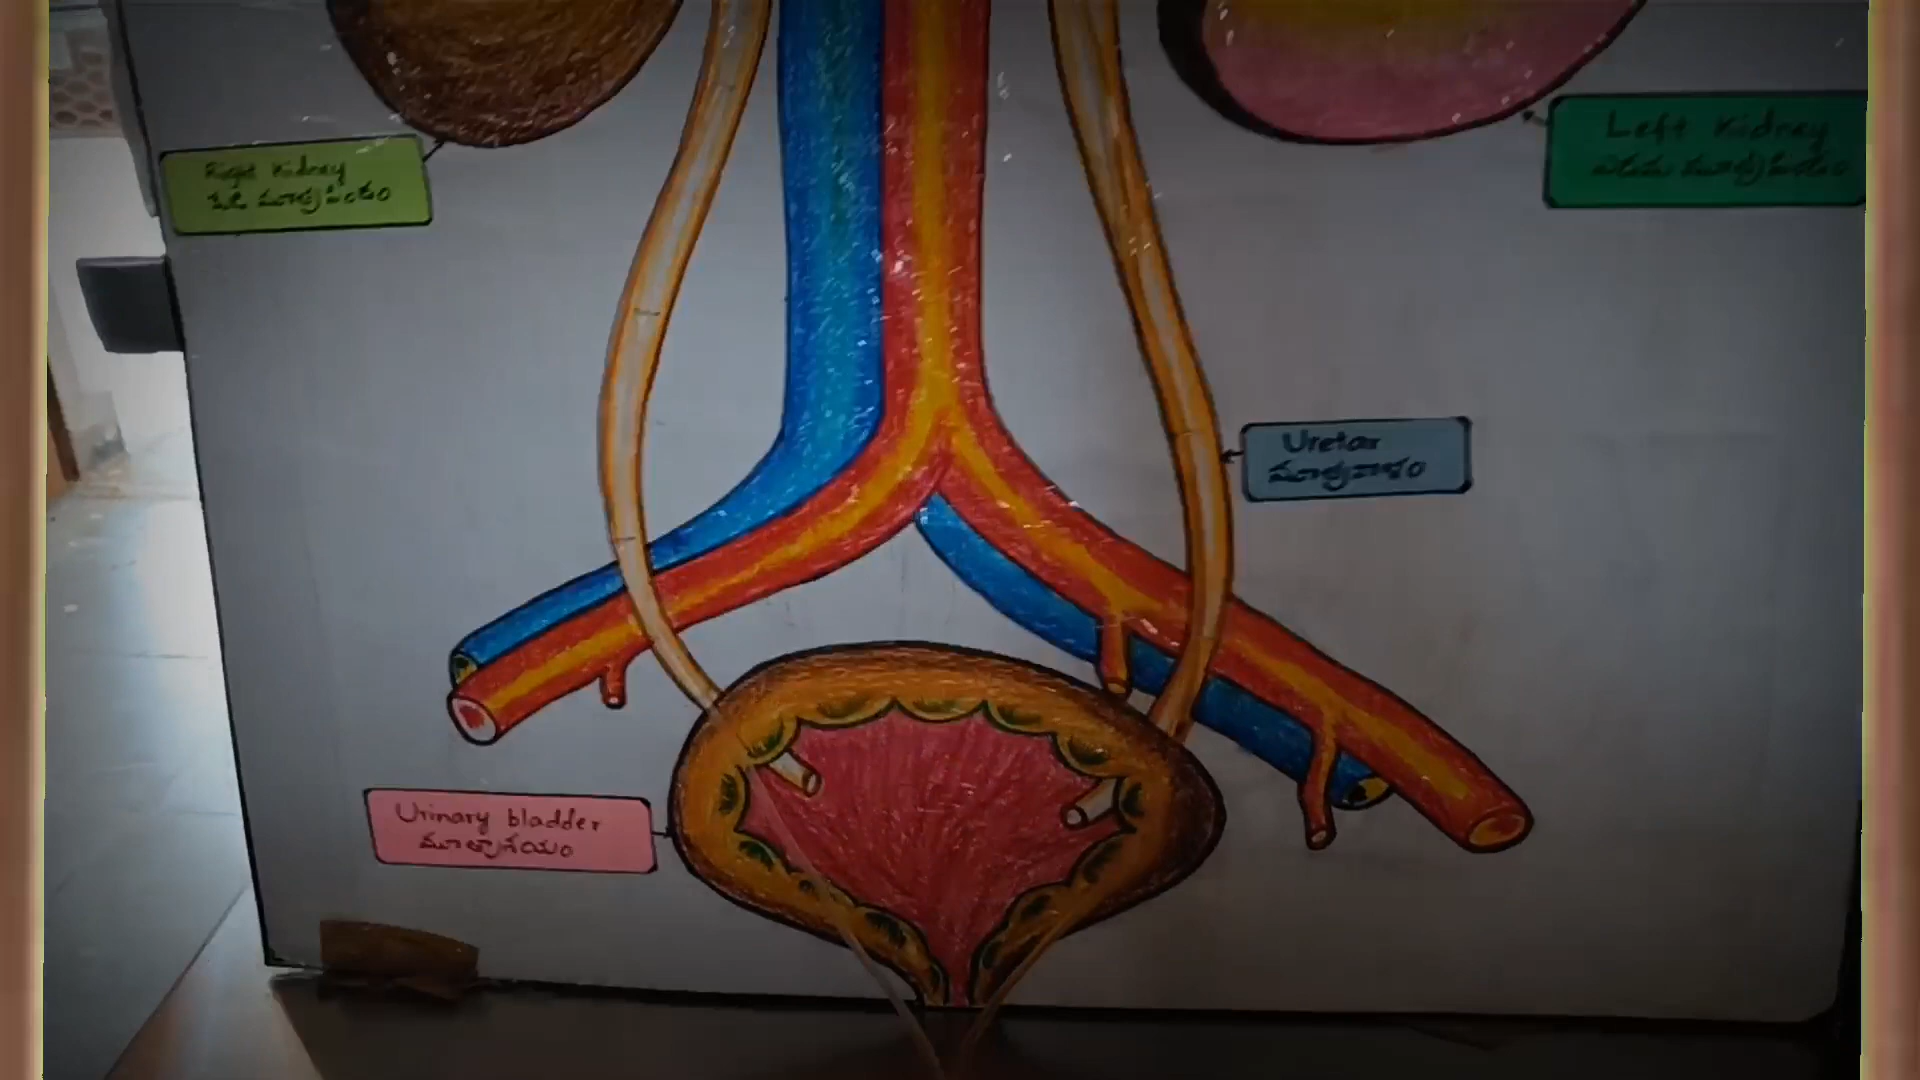 Right Kidney
కుడి మూత్రపిండం
Left Kidney
ఎడమ మూత్రపిండం
Uretar
మూత్రనాళం
Urinary bladder
మూత్రాశయం